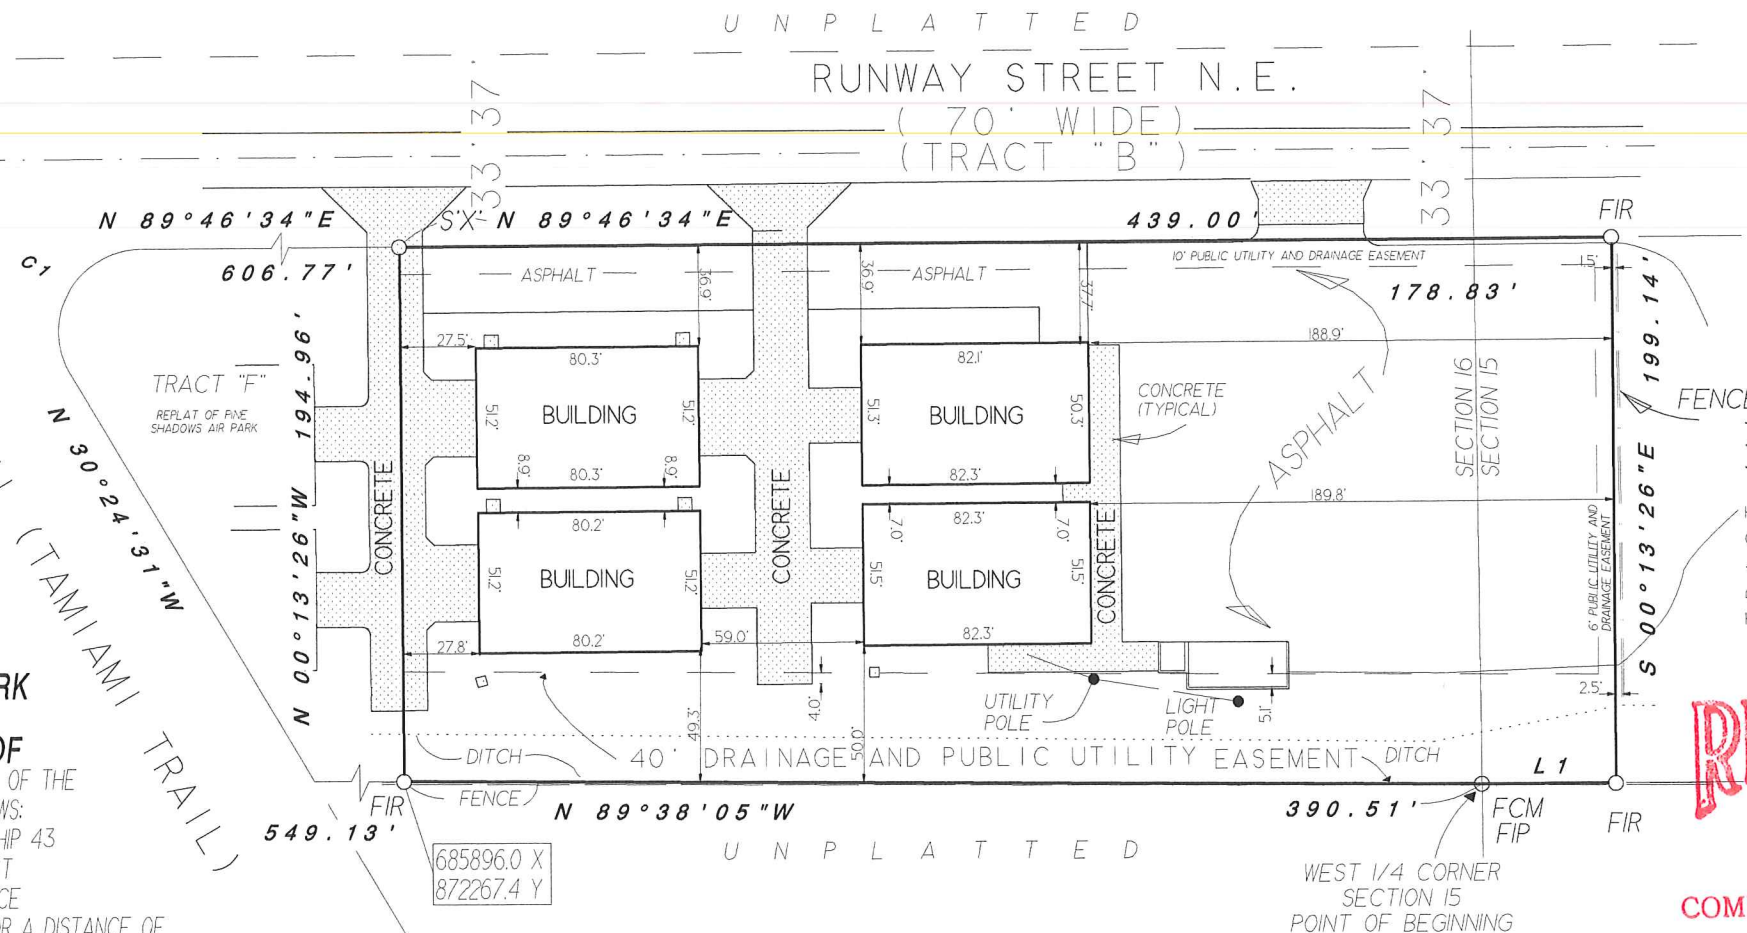 U N P L A T T E D
RUNWAY STREET N.E.
( 70' WIDE)
(TRACT "B")
33' 37'
33' 37'
N 89°46'34"E
S'X'
N 89°46'34"E
439.00'
FIR
C1
606.77'
ASPHALT
36.9'
36.9'
ASPHALT
37.7'
10' PUBLIC UTILITY AND DRAINAGE EASEMENT
1.5'
178.83'
199.14'
27.5'
80.3'
82.1'
188.9'
TRACT "F"
REPLAT OF PINE
SHADOWS AIR PARK
194.96'
51.2'
BUILDING
51.2'
51.3'
BUILDING
50.3'
CONCRETE
(TYPICAL)
ASPHALT
SECTION 16
SECTION 15
FENCE
N 30°24'31"W
8.9'
80.3'
8.9'
82.3'
189.8'
CONCRETE
CONCRETE
CONCRETE
80.2'
7.0'
82.3'
7.0'
6' PUBLIC UTILITY AND
DRAINAGE EASEMENT
S 00°13'26"E
N 00°13'26"W
51.2'
BUILDING
51.2'
51.5'
BUILDING
51.5'
(TAMIAMI TRAIL)
27.8'
80.2'
59.0'
82.3'
4.0'
UTILITY
POLE
LIGHT
POLE
5.1'
2.5'
49.3'
50.0'
DITCH
40' DRAINAGE AND PUBLIC UTILITY EASEMENT
DITCH
L1
FIR
FENCE
549.13'
N 89°38'05"W
390.51'
FCM
FIP
FIR
685896.0 X
872267.4 Y
U N P L A T T E D
WEST 1/4 CORNER
SECTION 15
POINT OF BEGINNING
RK
OF
OF THE
WS:
HIP 43
T
CE
OR A DISTANCE OF
COM